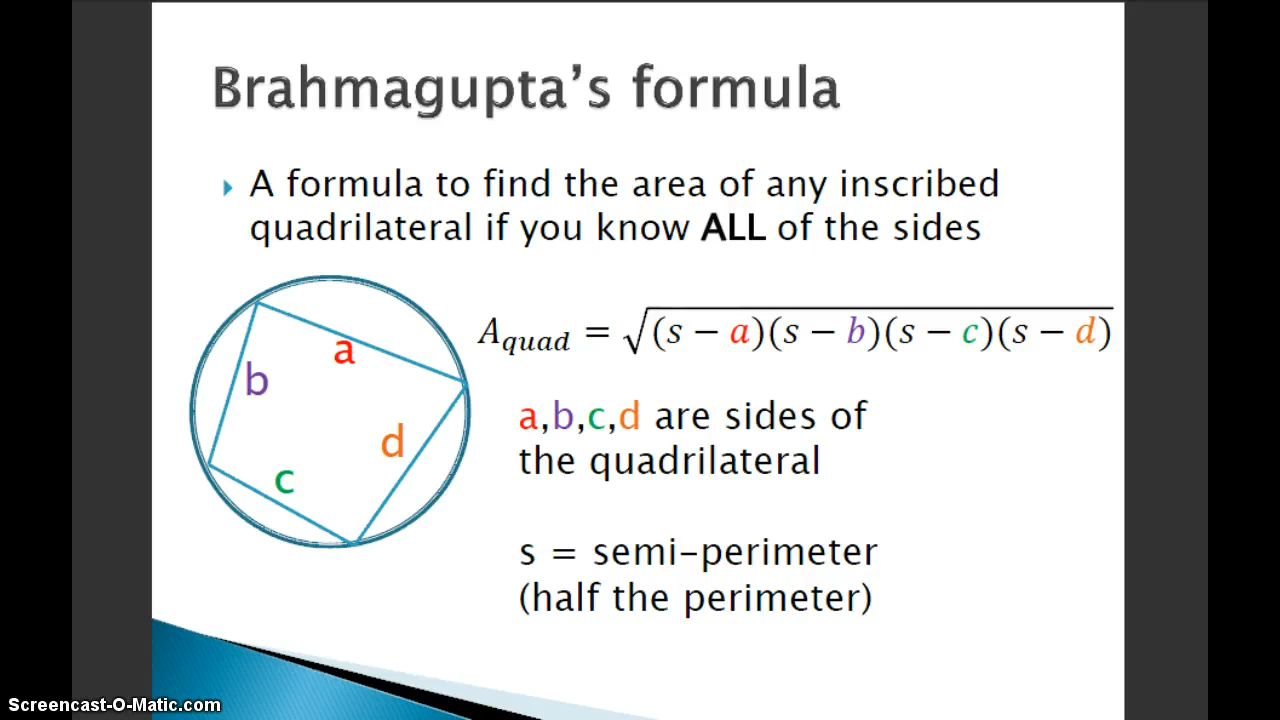 Brahmagupta's formula
A formula to find the area of any inscribed
quadrilateral if you know ALL of the sides
A_quad = √(s − a)(s − b)(s − c)(s − d)
a
b
d
c
a,b,c,d are sides of
the quadrilateral
s = semi-perimeter
(half the perimeter)
Screencast-O-Matic.com